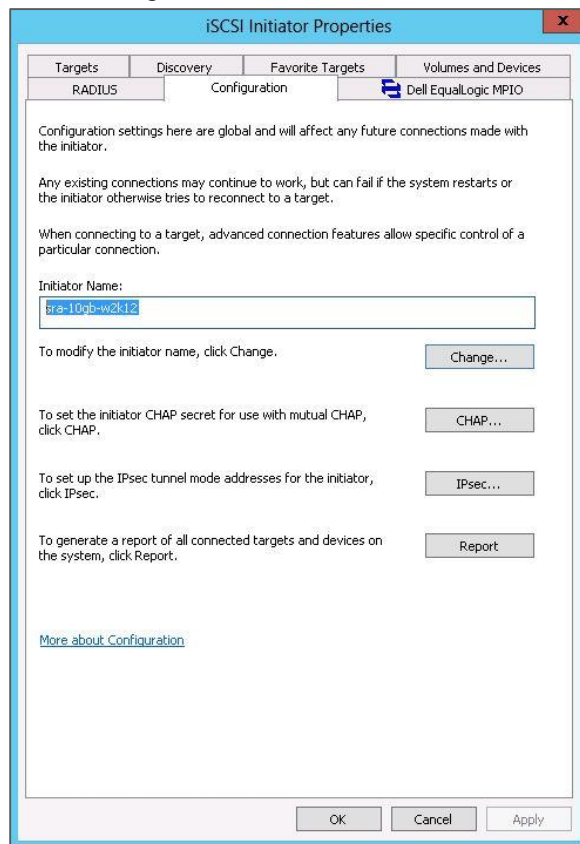 iSCSI Initiator Properties
x
Targets
Discovery
Favorite Targets
Volumes and Devices
RADIUS
Configuration
Dell EqualLogic MPIO
Configuration settings here are global and will affect any future connections made with
the initiator.
Any existing connections may continue to work, but can fail if the system restarts or
the initiator otherwise tries to reconnect to a target.
When connecting to a target, advanced connection features allow specific control of a
particular connection.
Initiator Name:
sra-10gb-w2k12
To modify the initiator name, click Change.
Change...
To set the initiator CHAP secret for use with mutual CHAP,
click CHAP.
CHAP...
To set up the IPsec tunnel mode addresses for the initiator,
click IPsec.
IPsec...
To generate a report of all connected targets and devices on
the system, click Report.
Report
More about Configuration
OK
Cancel
Apply